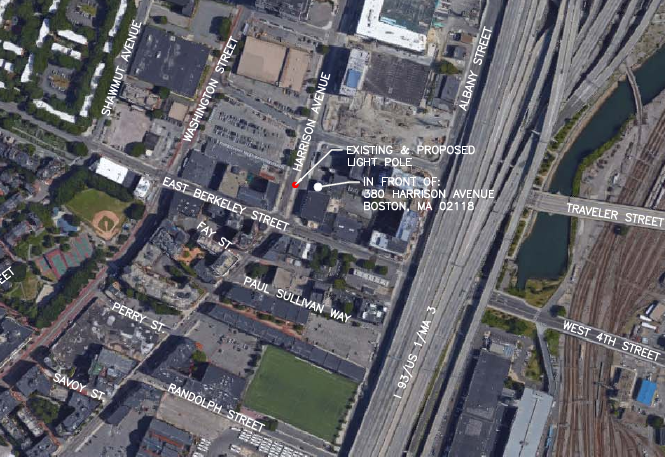 SHAWMUT AVENUE
WASHINGTON STREET
HARRISON AVENUE
ALBANY STREET
EXISTING & PROPOSED
LIGHT POLE
IN FRONT OF:
380 HARRISON AVENUE
BOSTON, MA 02118
EAST BERKELEY STREET
TRAVELER STREET
FAY ST
PAUL SULLIVAN WAY
PERRY ST.
I 93/US 1/MA 3
WEST 4TH STREET
SAVOY ST
RANDOLPH STREET